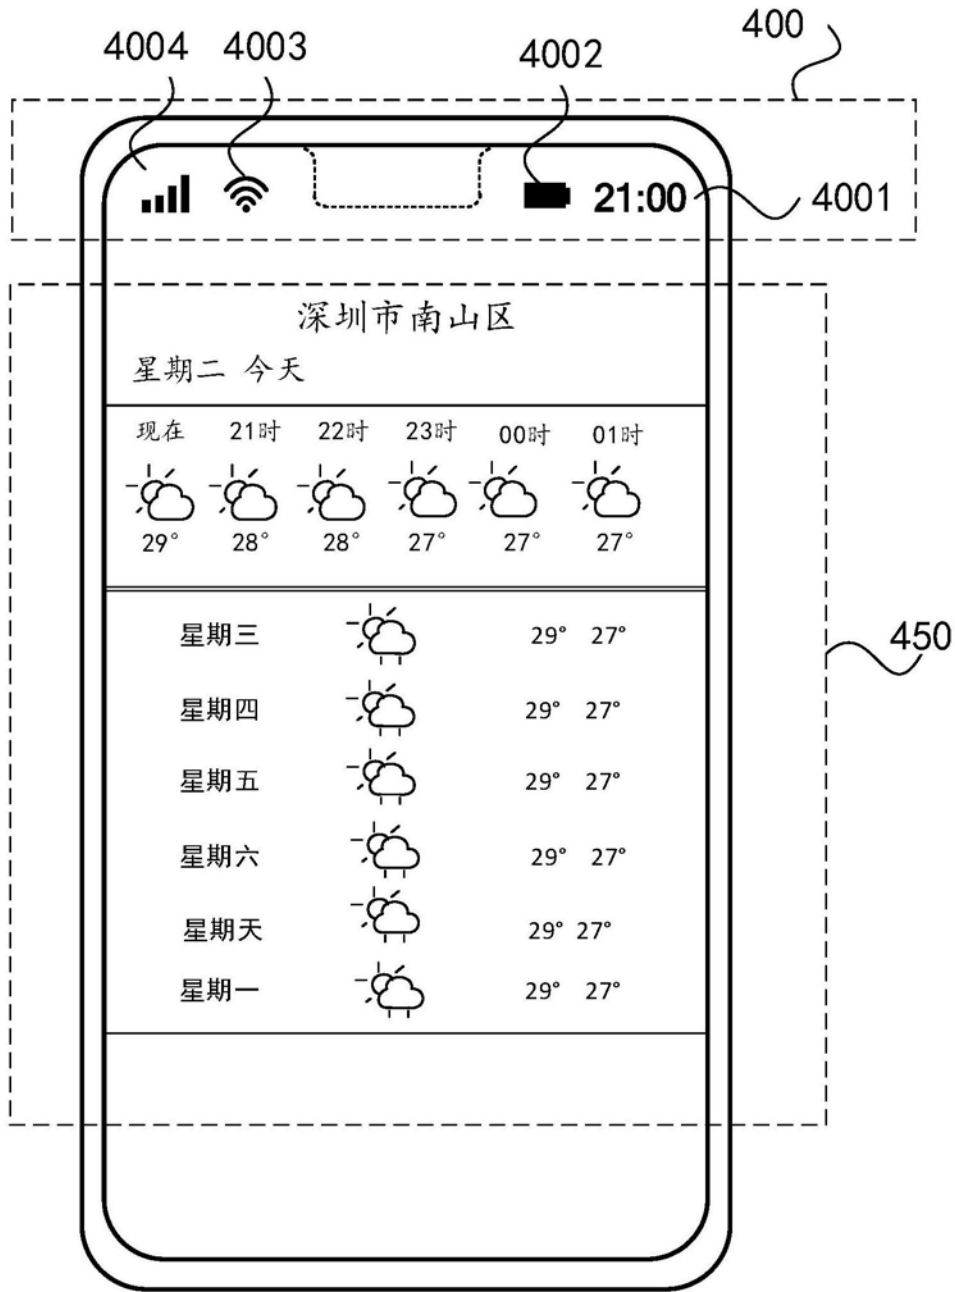 400
4004 4003 4002
21:00 4001
深圳市南山区
星期二 今天
现在 21时 22时 23时 00时 01时
29° 28° 28° 27° 27° 27°
星期三 29° 27°
450
星期四 29° 27°
星期五 29° 27°
星期六 29° 27°
星期天 29° 27°
星期一 29° 27°